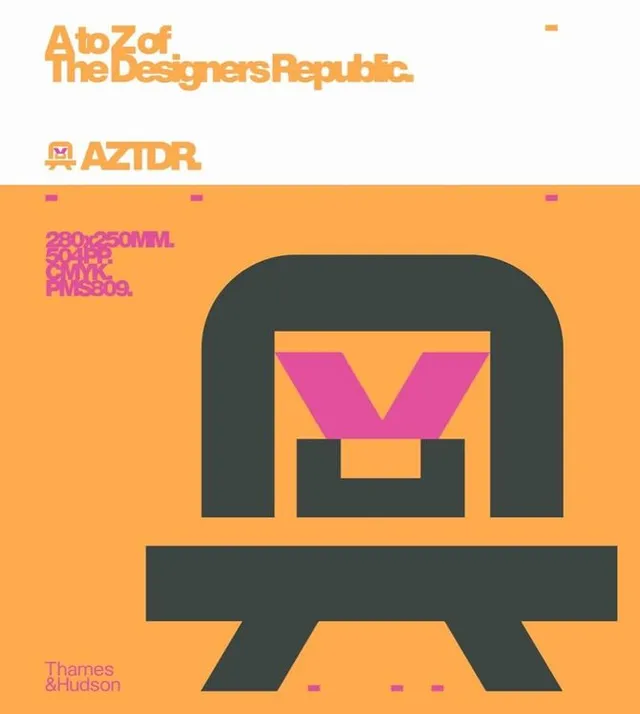 A to Z of
The Designers Republic.
AZTDR.
280x250MM.
504PP.
CMYK.
PMS809.
Thames
&Hudson